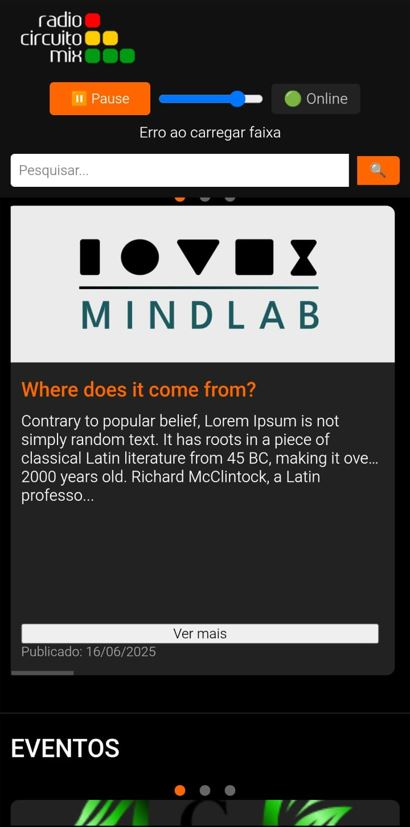 radio
circuito
mix
Pause
Online
Erro ao carregar faixa
Pesquisar...
MINDLAB
Where does it come from?
Contrary to popular belief, Lorem Ipsum is not
simply random text. It has roots in a piece of
classical Latin literature from 45 BC, making it ove...
2000 years old. Richard McClintock, a Latin
professo...
Ver mais
Publicado: 16/06/2025
EVENTOS